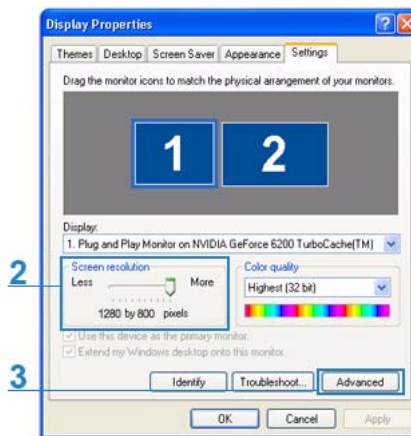 Display Properties
Themes Desktop Screen Saver Appearance Settings
Drag the monitor icons to match the physical arrangement of your monitors.
1 2
Display:
1. Plug and Play Monitor on NVIDIA GeForce 6200 TurboCache(TM)
2
Screen resolution
Less More
1280 by 800 pixels
Color quality
Highest (32 bit)
Use this device as the primary monitor.
Extend my Windows desktop onto this monitor.
3
Identify Troubleshoot... Advanced
OK Cancel Apply